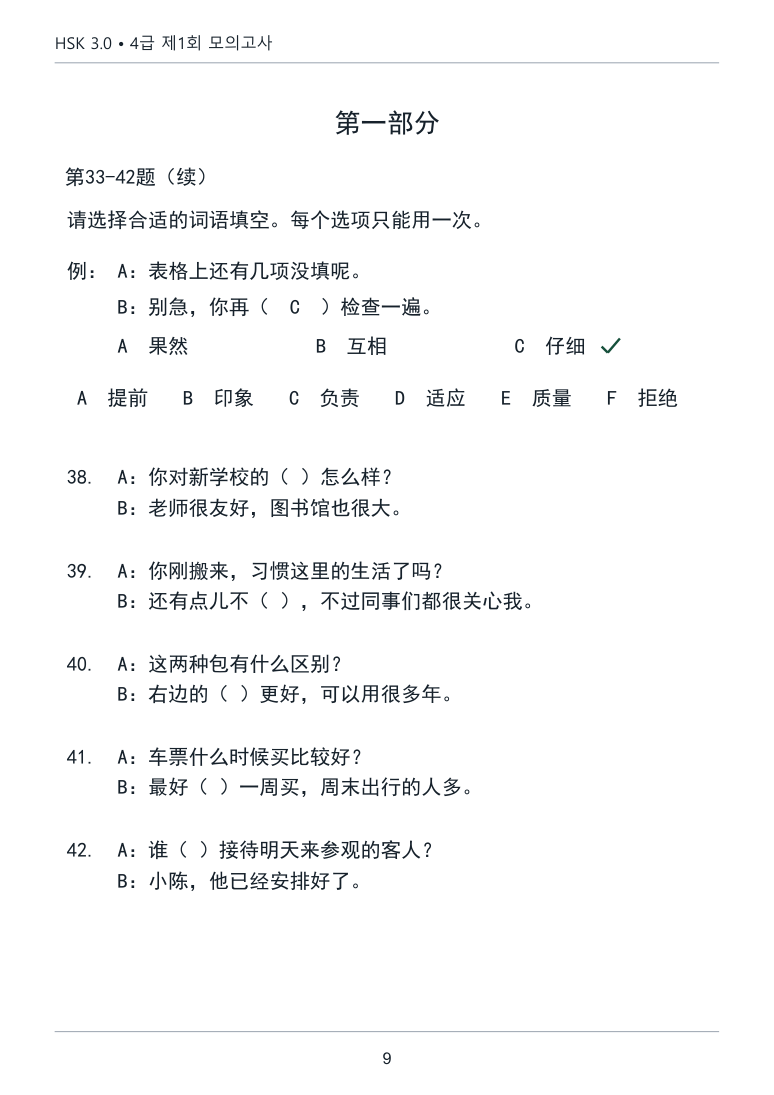 HSK 3.0 • 4급 제1회 모의고사
第一部分
第33-42题（续）
请选择合适的词语填空。每个选项只能用一次。
例： A：表格上还有几项没填呢。
B：别急，你再（ C ）检查一遍。
A 果然 B 互相 C 仔细 ✓
A 提前 B 印象 C 负责 D 适应 E 质量 F 拒绝
38. A：你对新学校的（ ）怎么样？
B：老师很友好，图书馆也很大。
39. A：你刚搬来，习惯这里的生活了吗？
B：还有点儿不（ ），不过同事们都很关心我。
40. A：这两种包有什么区别？
B：右边的（ ）更好，可以用很多年。
41. A：车票什么时候买比较好？
B：最好（ ）一周买，周末出行的人多。
42. A：谁（ ）接待明天来参观的客人？
B：小陈，他已经安排好了。
9